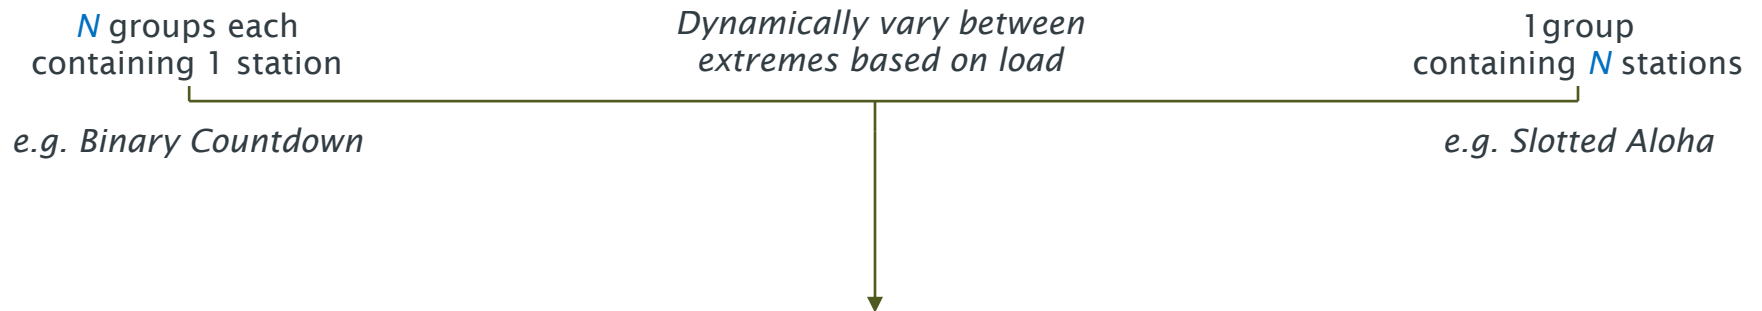 N groups each
containing 1 station
Dynamically vary between
extremes based on load
1group
containing N stations
e.g. Binary Countdown
e.g. Slotted Aloha